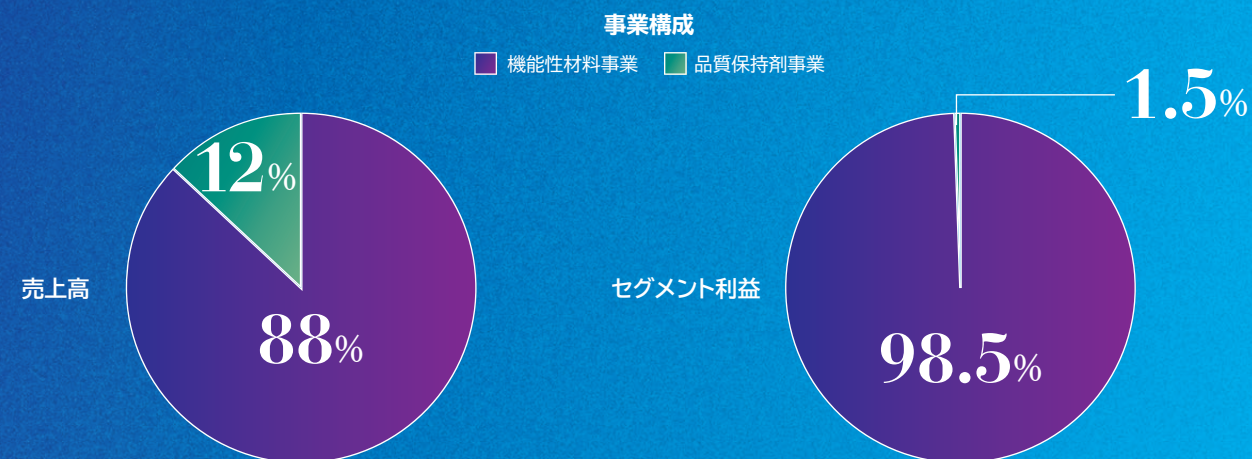 事業構成
機能性材料事業 品質保持剤事業
売上高
12%
88%
セグメント利益
1.5%
98.5%